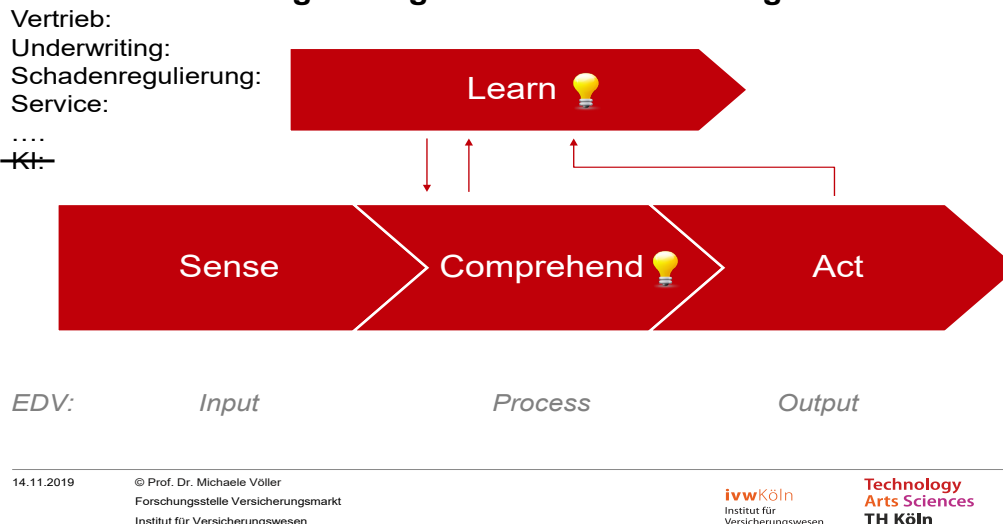 Vertrieb:
Underwriting:
Schadenregulierung:
Service:
....
KI:
Learn
Sense
Comprehend
Act
EDV: Input Process Output
14.11.2019
© Prof. Dr. Michaele Völler
Forschungsstelle Versicherungsmarkt
Institut für Versicherungswesen
ivwKöln
Institut für
Versicherungswesen
Technology
Arts Sciences
TH Köln